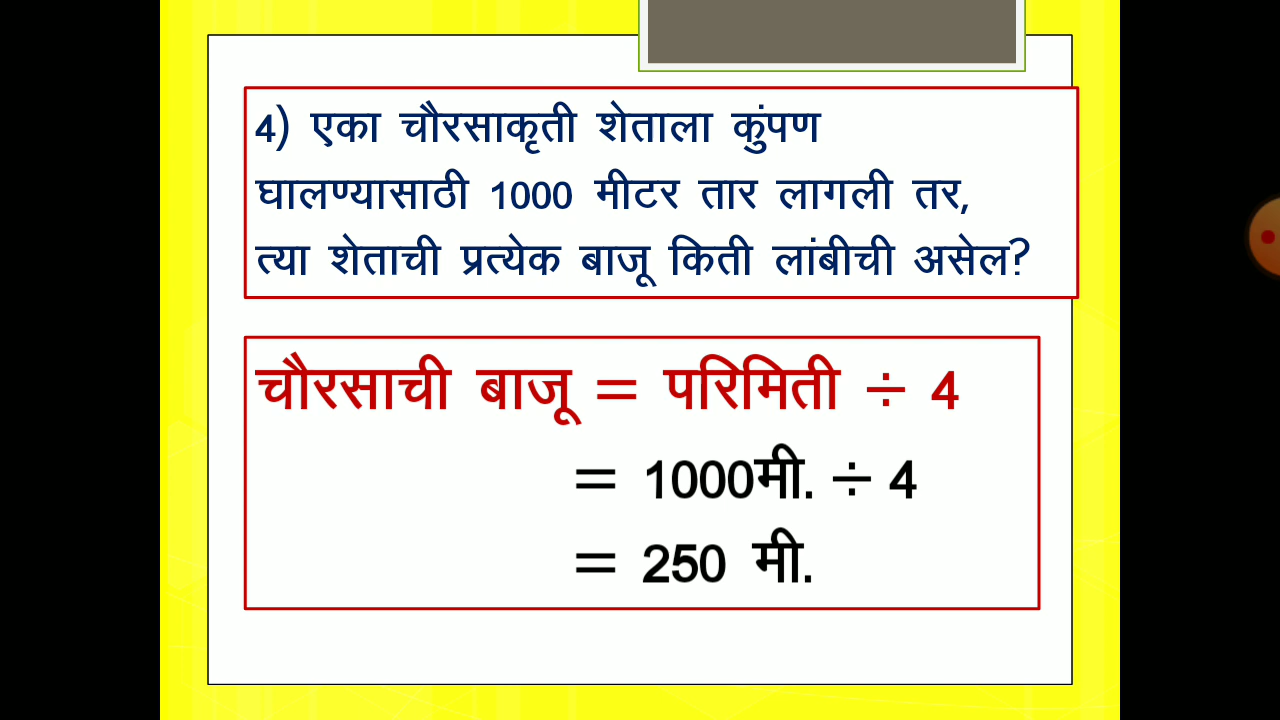 4) एका चौरसाकृती शेताला कुंपण
घालण्यासाठी 1000 मीटर तार लागली तर,
त्या शेताची प्रत्येक बाजू किती लांबीची असेल?
चौरसाची बाजू = परिमिती ÷ 4
= 1000मी. ÷ 4
= 250 मी.